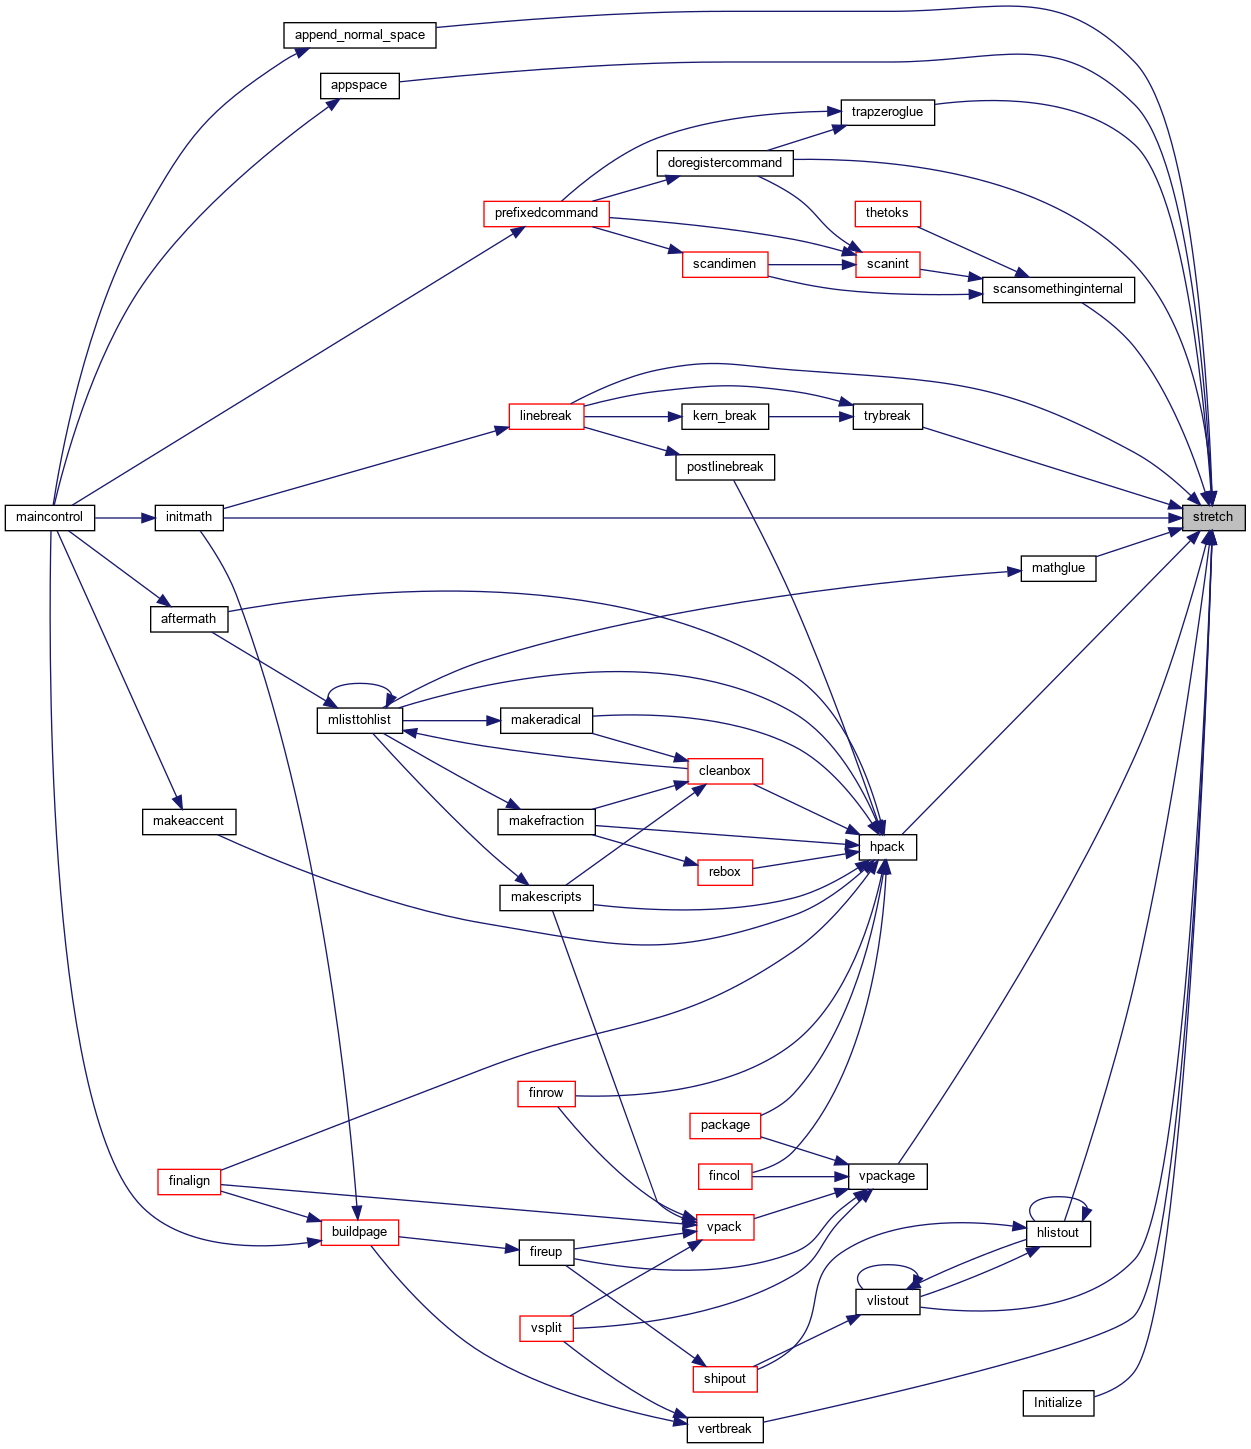 append_normal_space
appspace
trapzeroglue
doregistercommand
prefixedcommand
thetoks
scandimen
scanint
scansomethinginternal
linebreak
kern_break
trybreak
postlinebreak
maincontrol
initmath
stretch
mathglue
aftermath
mlisttohlist
makeradical
cleanbox
makeaccent
makefraction
hpack
rebox
makescripts
finrow
package
finalign
fincol
vpackage
buildpage
vpack
fireup
hlistout
vlistout
vsplit
shipout
Initialize
vertbreak